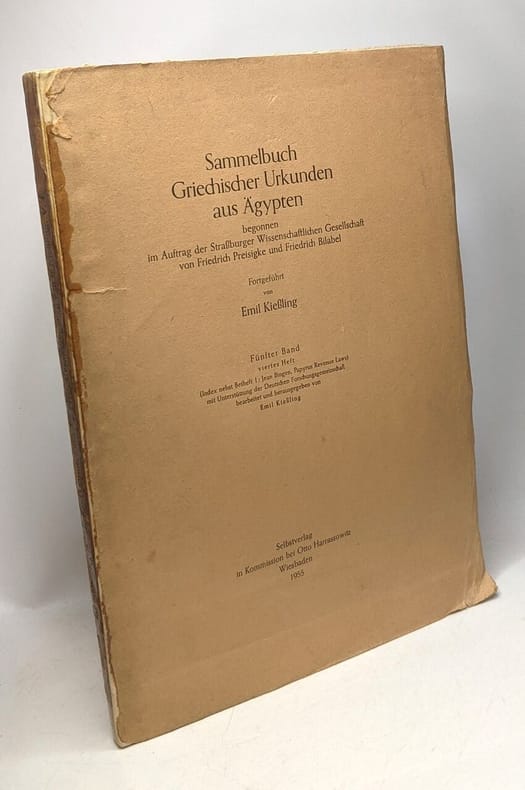 Sammelbuch
Griechischer Urkunden
aus Ägypten
begonnen
im Auftrag der Straßburger Wissenschaftlichen Gesellschaft
von Friedrich Preisigke und Friedrich Bilabel
Fortgeführt
von
Emil Kießling
Fünfter Band
viertes Heft
(Index nebst Beiheft 1: Jean Bingen, Papyrus Revenue Laws)
mit Unterstützung der Deutschen Forschungsgemeinschaft
bearbeitet und herausgegeben von
Emil Kießling
Selbstverlag
in Kommission bei Otto Harrassowitz
Wiesbaden
1955